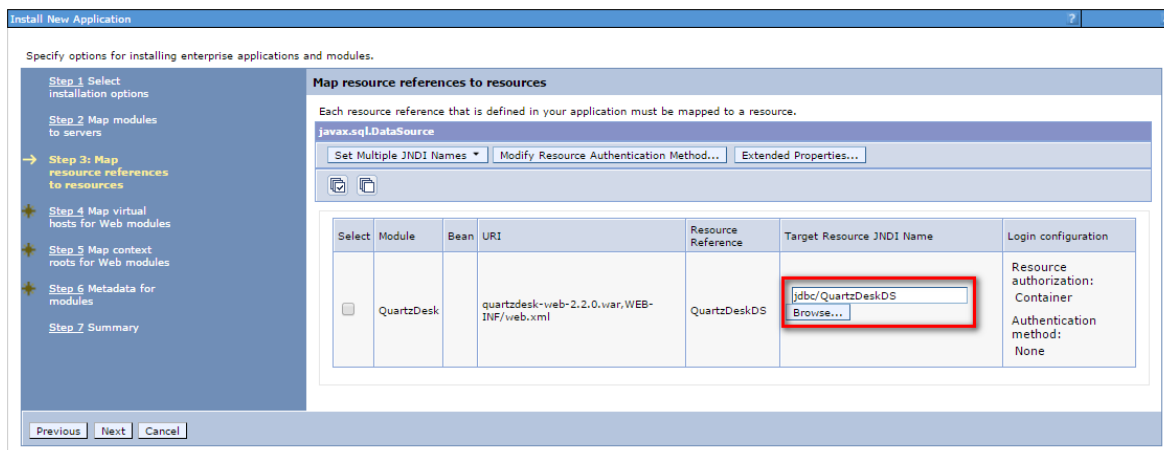 Install New Application
?
Specify options for installing enterprise applications and modules.
Step 1 Select
installation options
Step 2 Map modules
to servers
Step 3: Map
resource references
to resources
Step 4 Map virtual
hosts for Web modules
Step 5 Map context
roots for Web modules
Step 6 Metadata for
modules
Step 7 Summary
Map resource references to resources
Each resource reference that is defined in your application must be mapped to a resource.
javax.sql.DataSource
Set Multiple JNDI Names
Modify Resource Authentication Method...
Extended Properties...
Select Module Bean URI Resource Reference Target Resource JNDI Name Login configuration
QuartzDesk
quartzdesk-web-2.2.0.war,WEB-
INF/web.xml
QuartzDeskDS
jdbc/QuartzDeskDS
Browse...
Resource
authorization:
Container
Authentication
method:
None
Previous Next Cancel